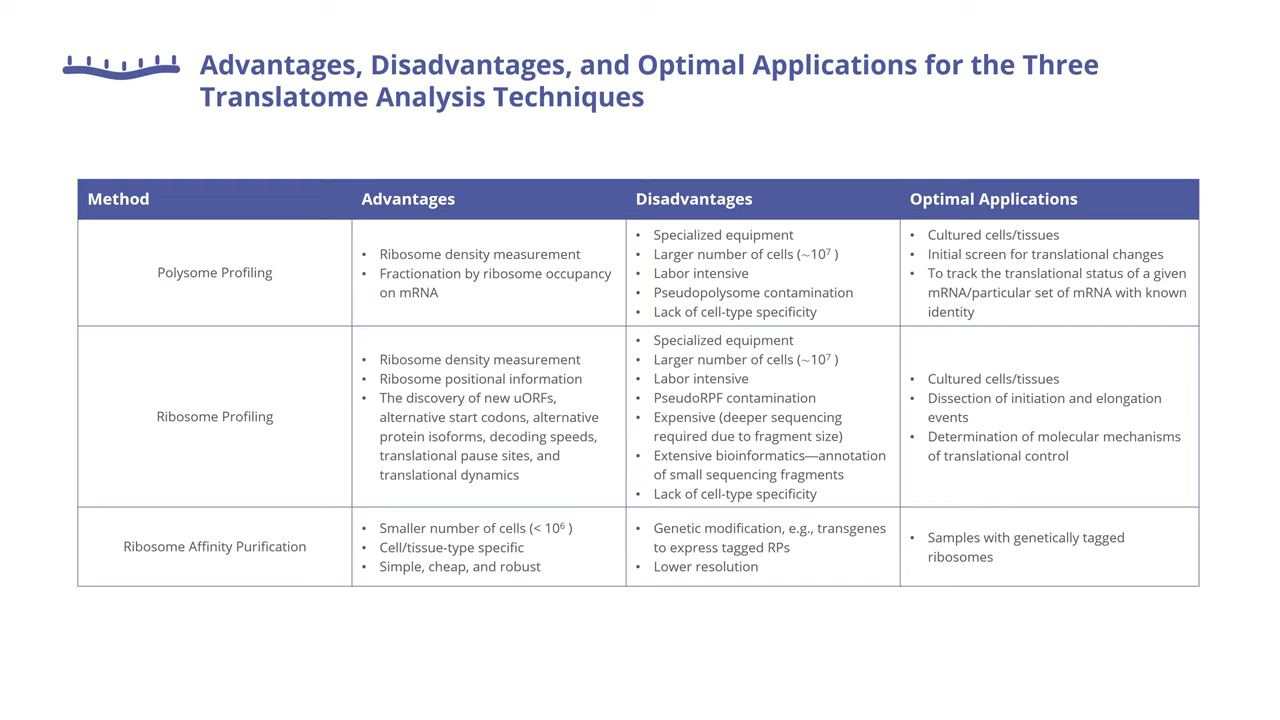 Advantages, Disadvantages, and Optimal Applications for the Three
Translatome Analysis Techniques
Method
Advantages
Disadvantages
Optimal Applications
Polysome Profiling
• Ribosome density measurement
• Fractionation by ribosome occupancy
on mRNA
• Specialized equipment
• Larger number of cells (~10⁷ )
• Labor intensive
• Pseudopolysome contamination
• Lack of cell-type specificity
• Cultured cells/tissues
• Initial screen for translational changes
• To track the translational status of a given
mRNA/particular set of mRNA with known
identity
Ribosome Profiling
• Ribosome density measurement
• Ribosome positional information
• The discovery of new uORFs,
alternative start codons, alternative
protein isoforms, decoding speeds,
translational pause sites, and
translational dynamics
• Specialized equipment
• Larger number of cells (~10⁷ )
• Labor intensive
• PseudoRPF contamination
• Expensive (deeper sequencing
required due to fragment size)
• Extensive bioinformatics—annotation
of small sequencing fragments
• Lack of cell-type specificity
• Cultured cells/tissues
• Dissection of initiation and elongation
events
• Determination of molecular mechanisms
of translational control
Ribosome Affinity Purification
• Smaller number of cells (< 10⁶ )
• Cell/tissue-type specific
• Simple, cheap, and robust
• Genetic modification, e.g., transgenes
to express tagged RPs
• Lower resolution
• Samples with genetically tagged
ribosomes